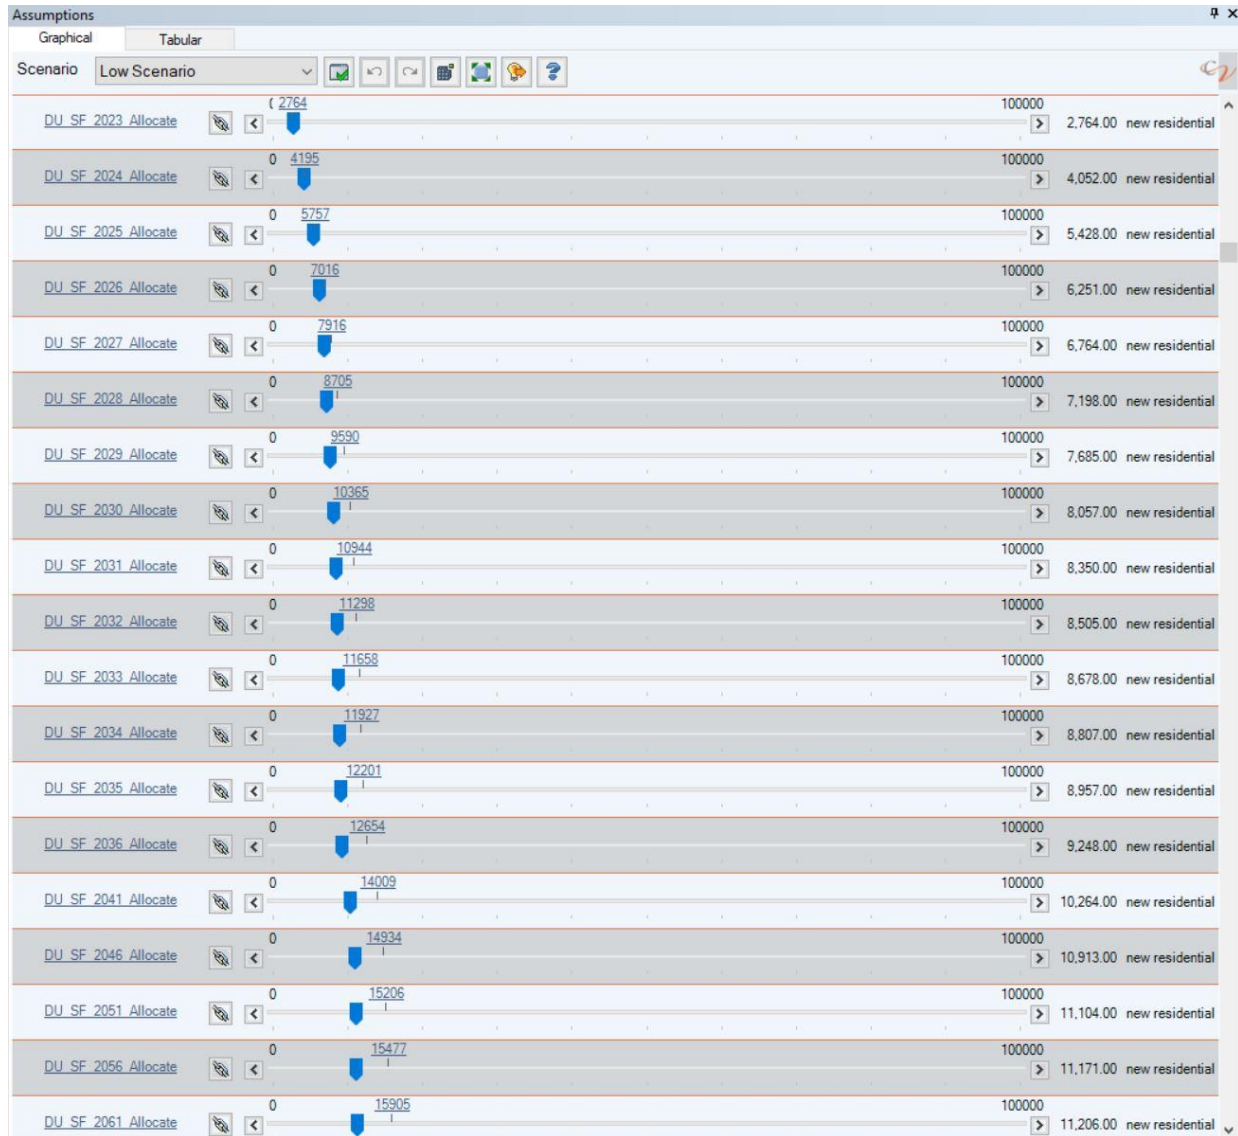 Assumptions
Graphical Tabular
Scenario Low Scenario
( 2764 100000
DU_SF_2023_Allocate 2,764.00 new residential
0 4195 100000
DU_SF_2024_Allocate 4,052.00 new residential
0 5757 100000
DU_SF_2025_Allocate 5,428.00 new residential
0 7016 100000
DU_SF_2026_Allocate 6,251.00 new residential
0 7916 100000
DU_SF_2027_Allocate 6,764.00 new residential
0 8705 100000
DU_SF_2028_Allocate 7,198.00 new residential
0 9590 100000
DU_SF_2029_Allocate 7,685.00 new residential
0 10365 100000
DU_SF_2030_Allocate 8,057.00 new residential
0 10944 100000
DU_SF_2031_Allocate 8,350.00 new residential
0 11298 100000
DU_SF_2032_Allocate 8,505.00 new residential
0 11658 100000
DU_SF_2033_Allocate 8,678.00 new residential
0 11927 100000
DU_SF_2034_Allocate 8,807.00 new residential
0 12201 100000
DU_SF_2035_Allocate 8,957.00 new residential
0 12654 100000
DU_SF_2036_Allocate 9,248.00 new residential
0 14009 100000
DU_SF_2041_Allocate 10,264.00 new residential
0 14934 100000
DU_SF_2046_Allocate 10,913.00 new residential
0 15206 100000
DU_SF_2051_Allocate 11,104.00 new residential
0 15477 100000
DU_SF_2056_Allocate 11,171.00 new residential
0 15905 100000
DU_SF_2061_Allocate 11,206.00 new residential